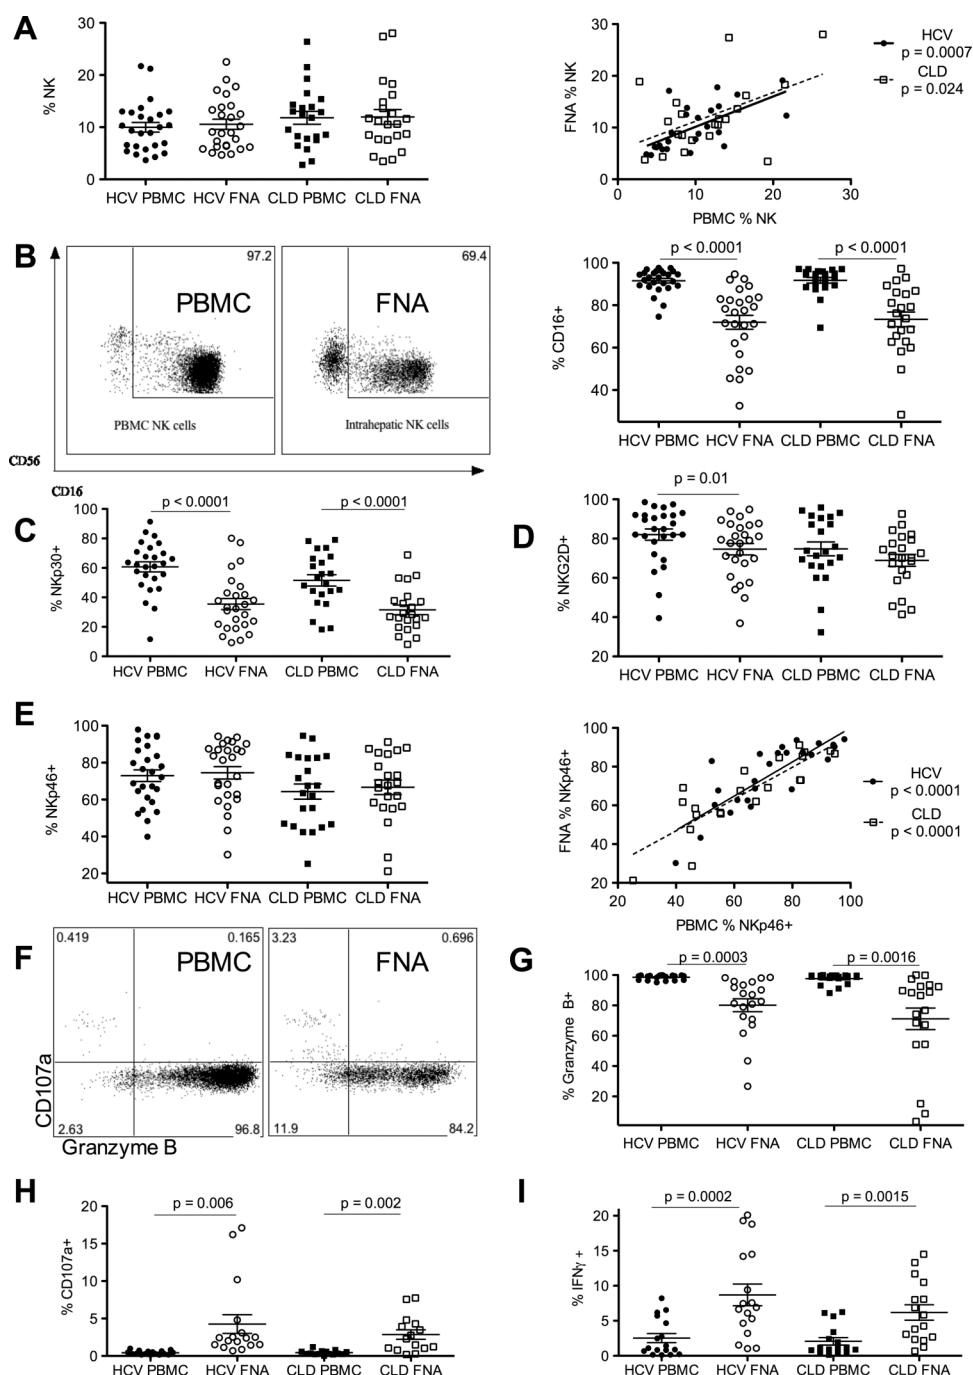 A
30
20
10
0
% NK
HCV PBMC HCV FNA CLD PBMC CLD FNA
30
20
10
0
FNA % NK
0 10 20 30
PBMC % NK
HCV
p = 0.0007
CLD
p = 0.024
B
97.2
PBMC
PBMC NK cells
69.4
FNA
Intrahepatic NK cells
CD56
CD16
p < 0.0001 p < 0.0001
100
80
60
40
% CD16+
HCV PBMC HCV FNA CLD PBMC CLD FNA
C
p < 0.0001 p < 0.0001
100
80
60
40
20
0
% NKp30+
HCV PBMC HCV FNA CLD PBMC CLD FNA
D
p = 0.01
100
80
60
40
20
% NKG2D+
HCV PBMC HCV FNA CLD PBMC CLD FNA
E
100
80
60
40
20
% NKp46+
HCV PBMC HCV FNA CLD PBMC CLD FNA
100
80
60
40
20
FNA % NKp46+
20 40 60 80 100
PBMC % NKp46+
HCV
p < 0.0001
CLD
p < 0.0001
F
0.419 0.165
PBMC
2.63 96.8
3.23 0.696
FNA
11.9 84.2
CD107a
Granzyme B
G
p = 0.0003 p = 0.0016
100
80
60
40
20
% Granzyme B+
HCV PBMC HCV FNA CLD PBMC CLD FNA
H
p = 0.006 p = 0.002
20
15
10
5
0
% CD107a+
HCV PBMC HCV FNA CLD PBMC CLD FNA
I
p = 0.0002 p = 0.0015
20
15
10
5
0
% IFNγ +
HCV PBMC HCV FNA CLD PBMC CLD FNA